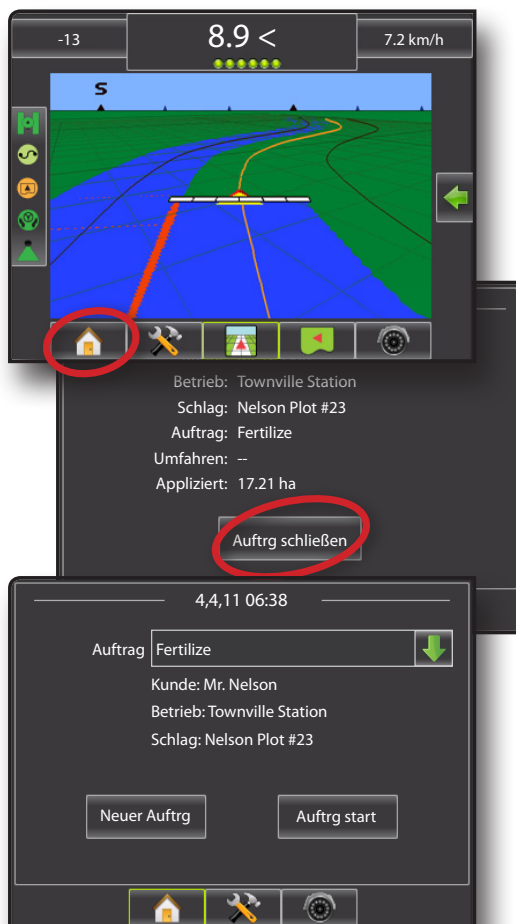 -13
8.9 <
7.2 km/h
S
Betrieb: Townville Station
Schlag: Nelson Plot #23
Auftrag: Fertilize
Umfahren: --
Appliziert: 17.21 ha
Auftrg schließen
4,4,11 06:38
Auftrag Fertilize
Kunde: Mr. Nelson
Betrieb: Townville Station
Schlag: Nelson Plot #23
Neuer Auftrg
Auftrg start